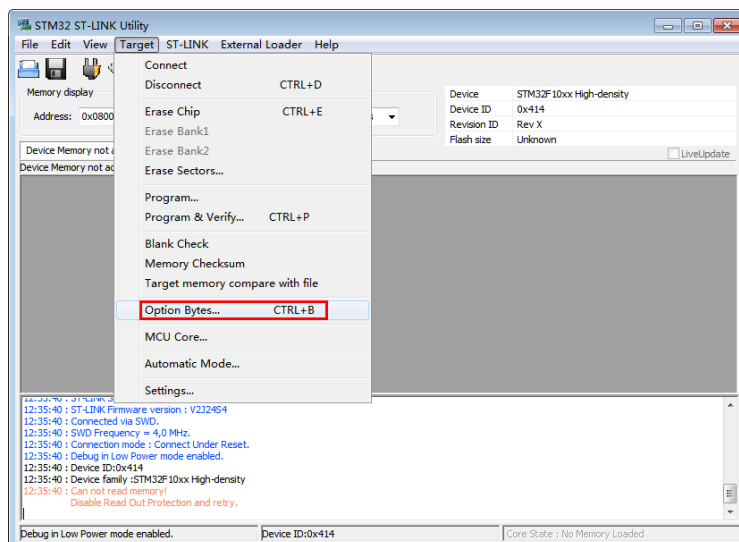 STM32 ST-LINK Utility
File Edit View Target ST-LINK External Loader Help
Connect
Disconnect CTRL+D
Erase Chip CTRL+E
Erase Bank1
Erase Bank2
Erase Sectors...
Program...
Program & Verify... CTRL+P
Blank Check
Memory Checksum
Target memory compare with file
Option Bytes... CTRL+B
MCU Core...
Automatic Mode...
Settings...
Memory display
Address: 0x0800
Device STM32F10xx High-density
Device ID 0x414
Revision ID Rev X
Flash size Unknown
LiveUpdate
Device Memory not
Device Memory not
12:35:40 : ST-LINK Firmware version : V2J24S4
12:35:40 : Connected via SWD.
12:35:40 : SWD Frequency = 4,0 MHz.
12:35:40 : Connection mode : Connect Under Reset.
12:35:40 : Debug in Low Power mode enabled.
12:35:40 : Device ID:0x414
12:35:40 : Device family :STM32F10xx High-density
12:35:40 : Can not read memory!
Disable Read Out Protection and retry.
Debug in Low Power mode enabled.
Device ID:0x414
Core State : No Memory Loaded